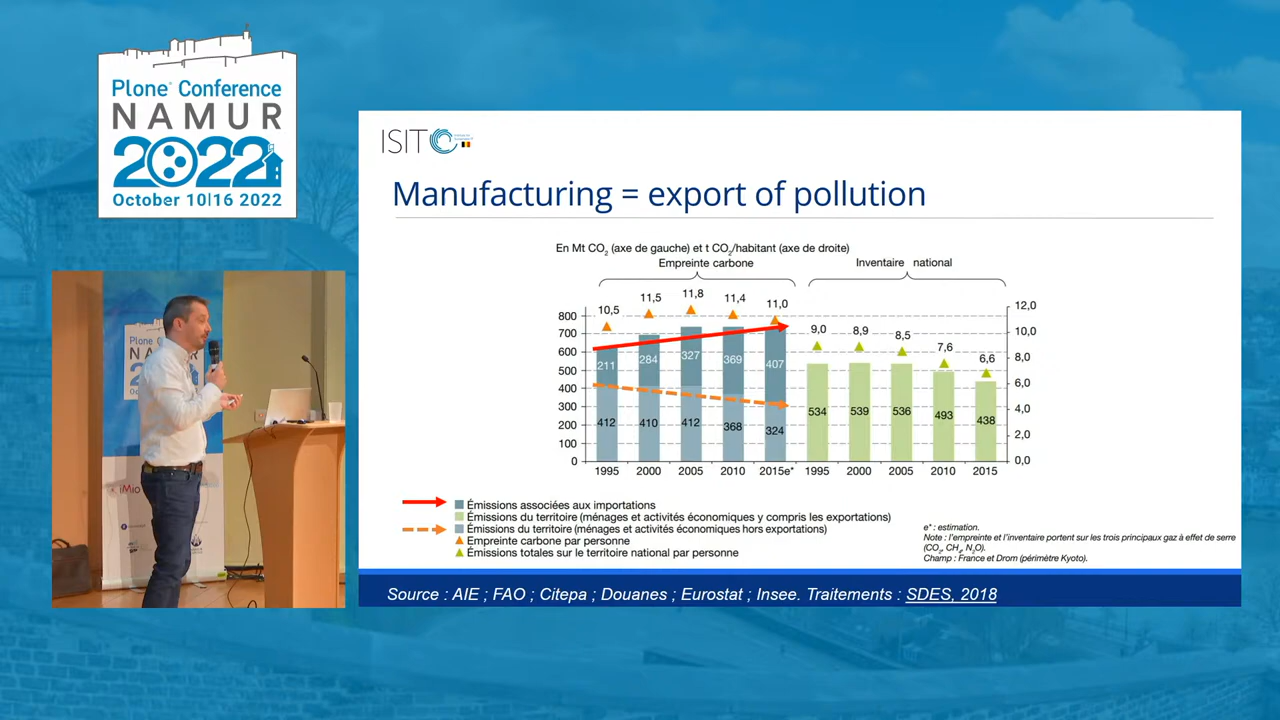 Plone® Conference
NAMUR
2022
October 10|16 2022
ISIT
Manufacturing = export of pollution
En Mt CO2 (axe de gauche) et t CO2/habitant (axe de droite)
Empreinte carbone
Inventaire national
10,5 11,5 11,8 11,4 11,0
9,0 8,9 8,5 7,6 6,6
800
700
600
500
400
300
200
100
0
211 284 327 369 407
412 410 412 368 324
534 539 536 493 438
12,0
10,0
8,0
6,0
4,0
2,0
0,0
1995 2000 2005 2010 2015e* 1995 2000 2005 2010 2015
Émissions associées aux importations
Émissions du territoire (ménages et activités économiques y compris les exportations)
Émissions du territoire (ménages et activités économiques hors exportations)
Empreinte carbone par personne
Émissions totales sur le territoire national par personne
e* : estimation.
Note : l'empreinte et l'inventaire portent sur les trois principaux gaz à effet de serre
(CO2, CH4, N2O).
Champ : France et Drom (périmètre Kyoto).
Source : AIE ; FAO ; Citepa ; Douanes ; Eurostat ; Insee. Traitements : SDES, 2018
Plone Conference
NAMUR
iMio